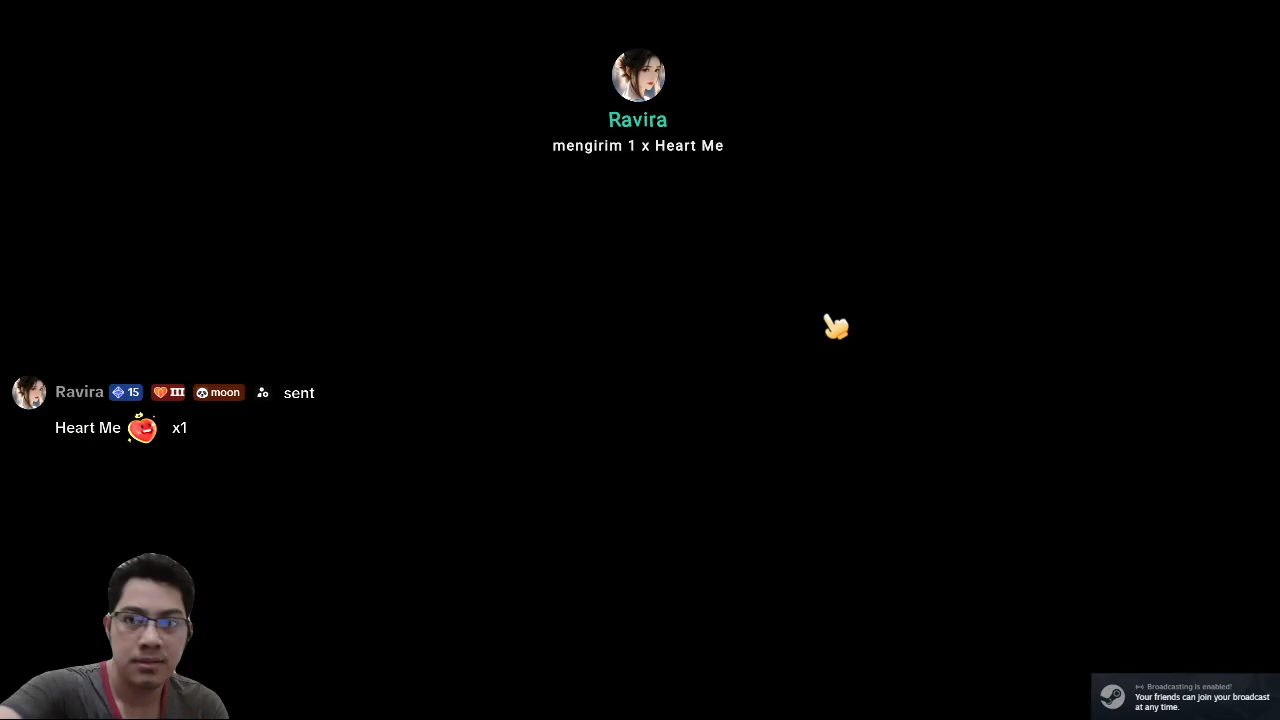 Ravira
mengirim 1 x Heart Me
Ravira 15 III moon sent
Heart Me x1
Broadcasting is enabled!
Your friends can join your broadcast
at any time.